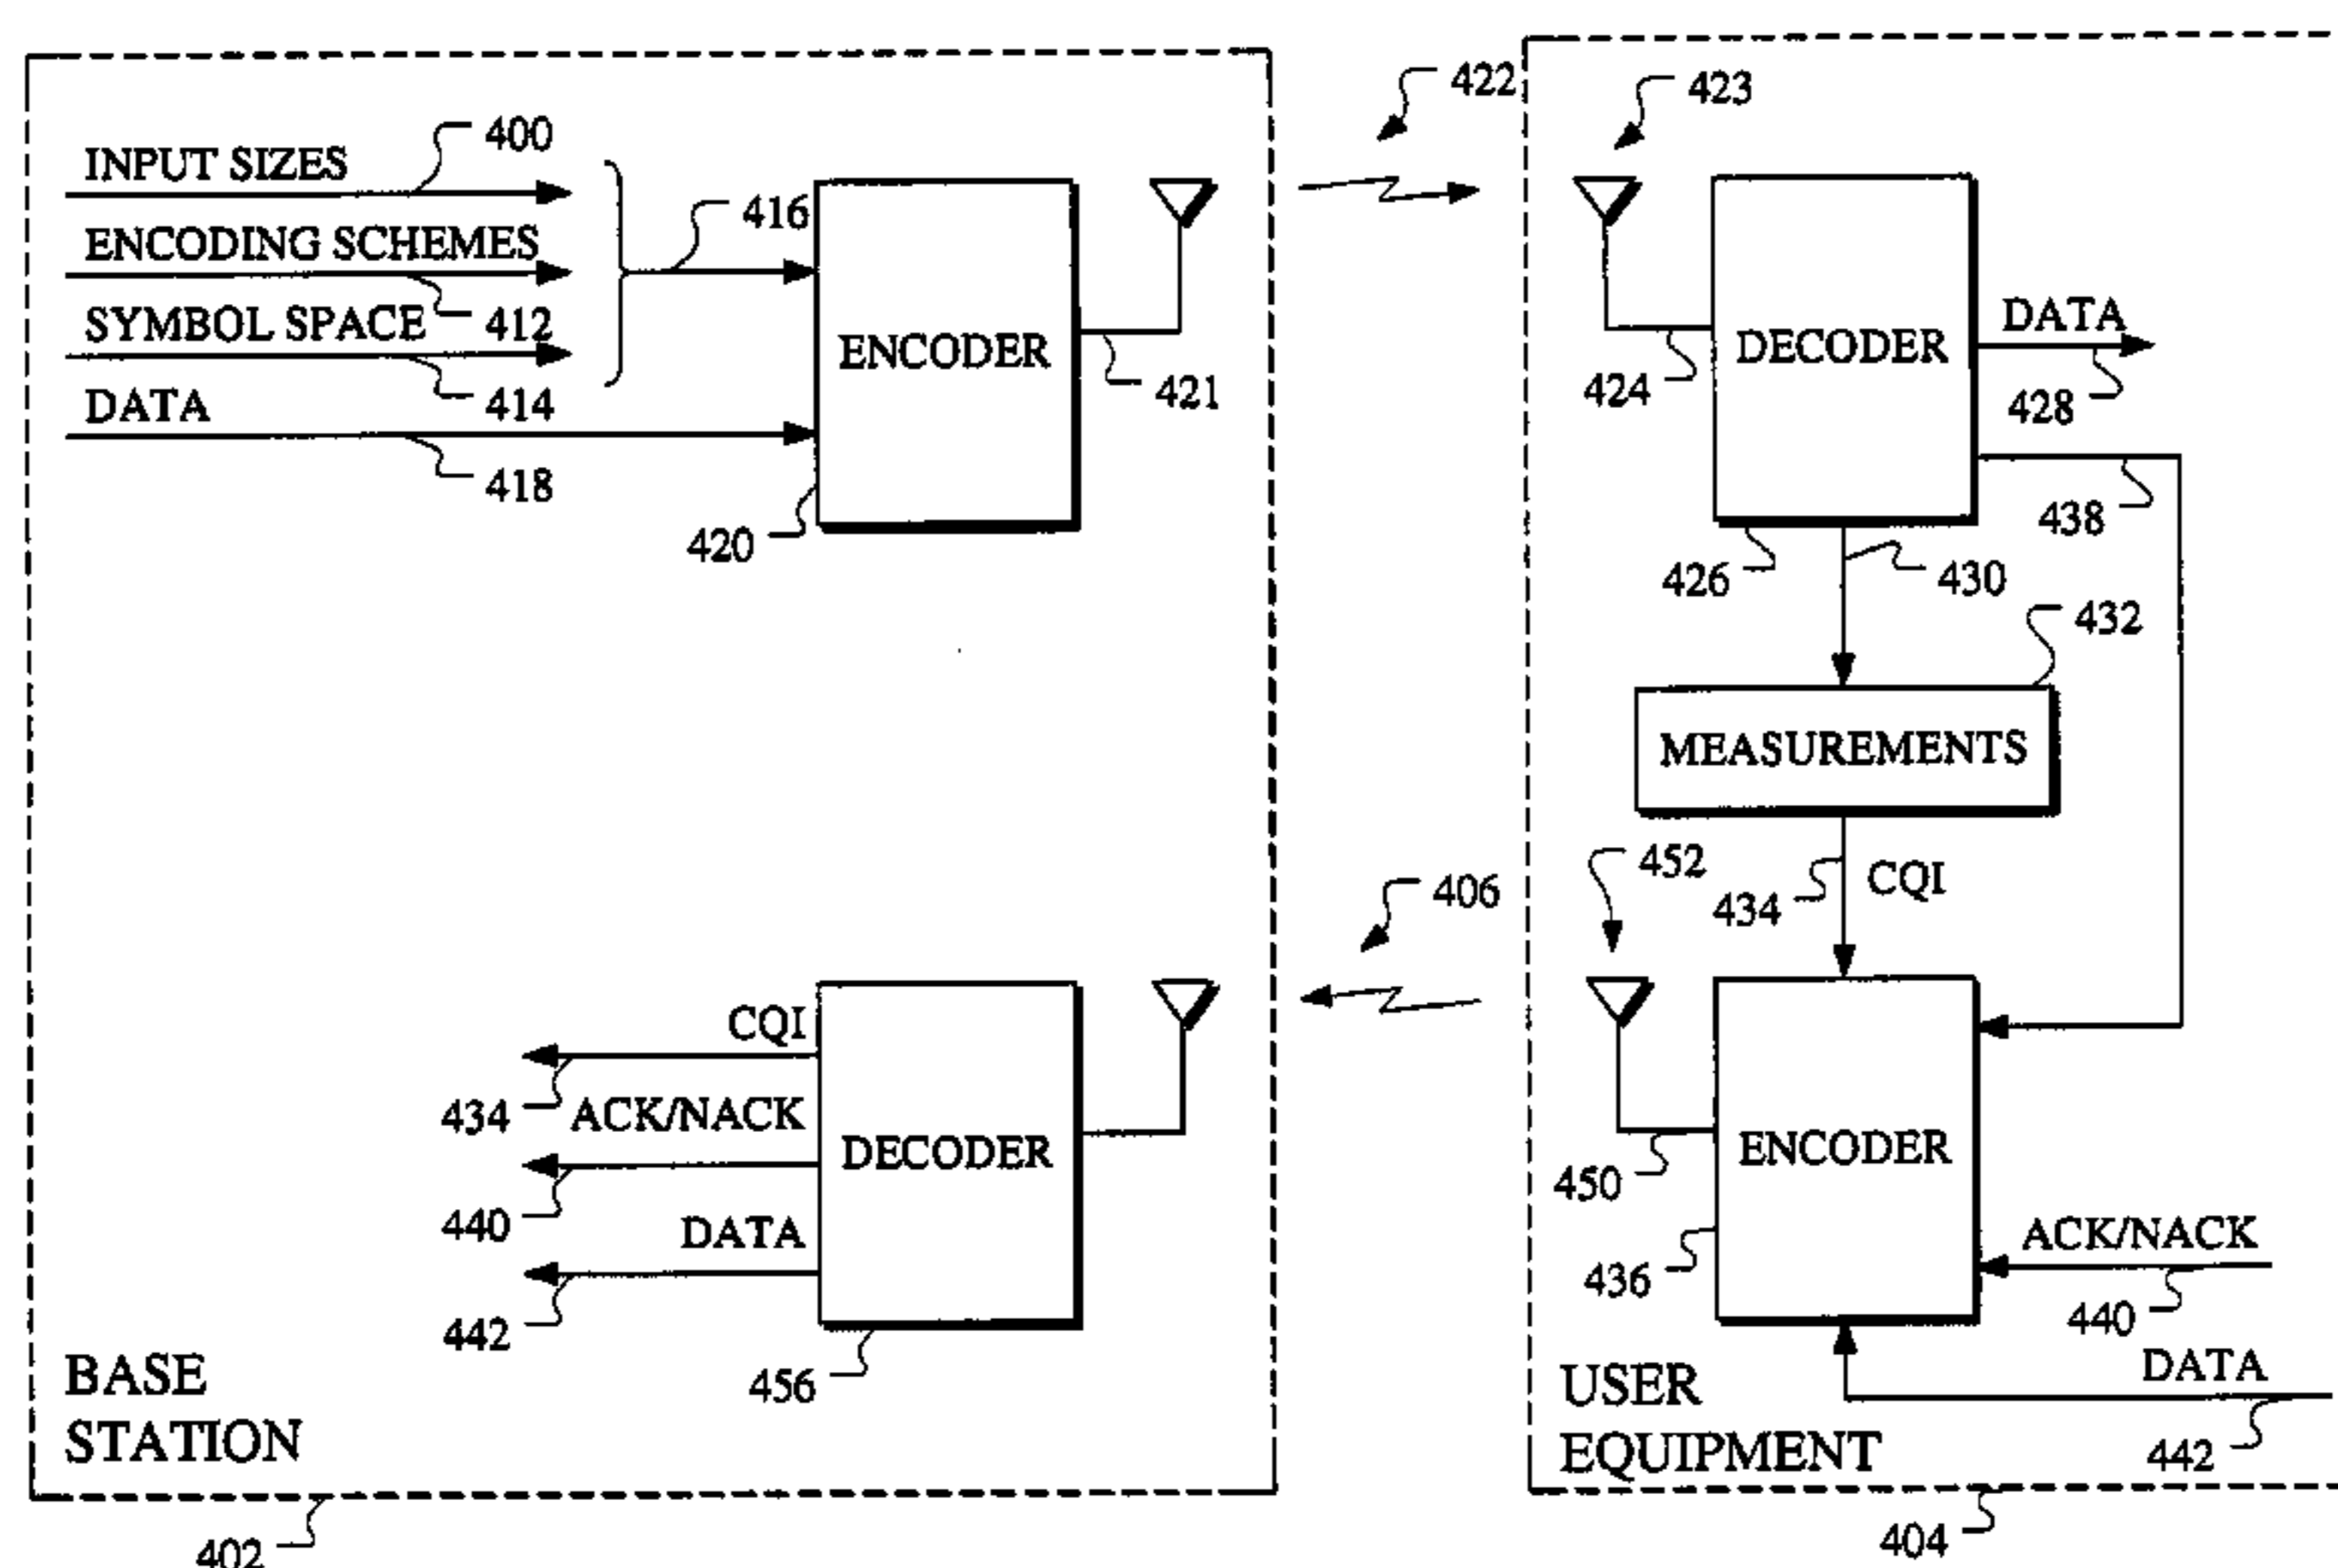 INPUT SIZES
400
ENCODING SCHEMES
412
SYMBOL SPACE
414
DATA
418
416
ENCODER
420
421
422
423
424
DECODER
DATA
428
438
426
430
432
MEASUREMENTS
434
CQI
406
452
CQI
434
ACK/NACK
440
DATA
442
DECODER
456
BASE
STATION
402
450
ENCODER
436
ACK/NACK
440
DATA
442
USER
EQUIPMENT
404